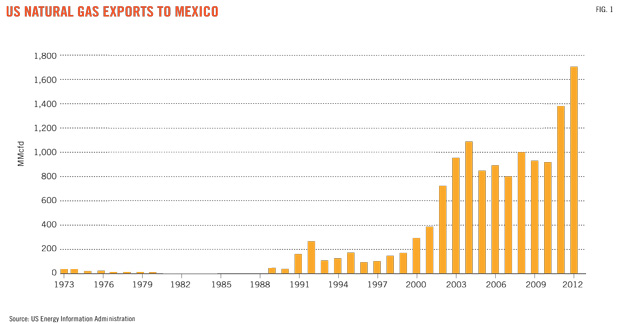 US NATURAL GAS EXPORTS TO MEXICO
FIG. 1
1,800
1,600
1,400
1,200
1,000
800
600
400
200
0
MMcfd
1973 1976 1979 1982 1985 1988 1991 1994 1997 2000 2003 2006 2009 2012
Source: US Energy Information Administration